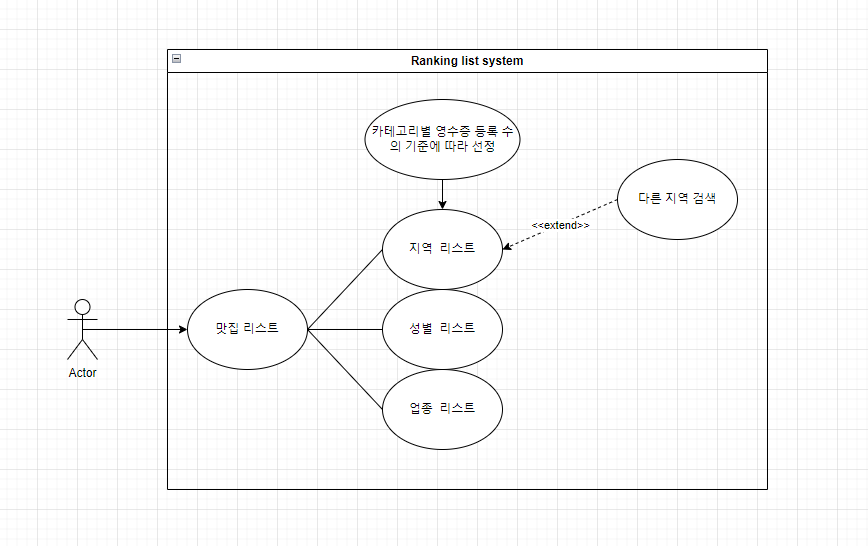 Ranking list system
카테고리별 영수증 등록 수
의 기준에 따라 선정
다른 지역 검색
<<extend>>
지역 리스트
맛집 리스트
성별 리스트
Actor
업종 리스트